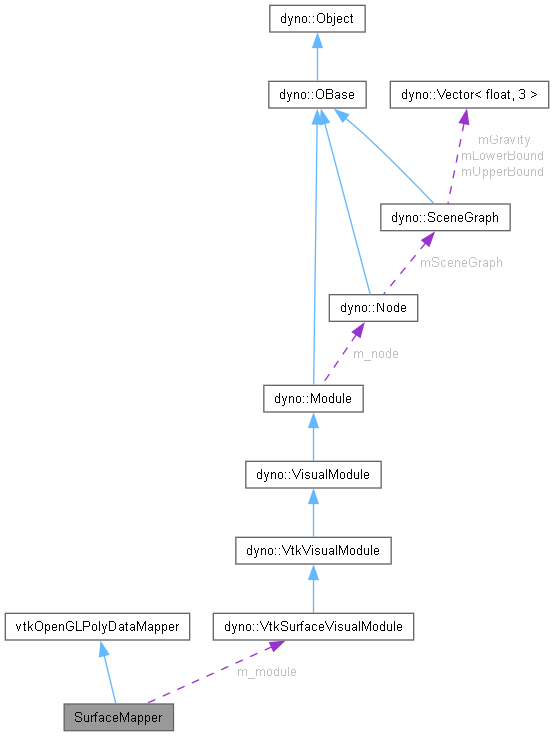 dyno::Object
dyno::OBase
dyno::Vector< float, 3 >
mGravity
mLowerBound
mUpperBound
dyno::SceneGraph
mSceneGraph
dyno::Node
m_node
dyno::Module
dyno::VisualModule
dyno::VtkVisualModule
vtkOpenGLPolyDataMapper
dyno::VtkSurfaceVisualModule
m_module
SurfaceMapper